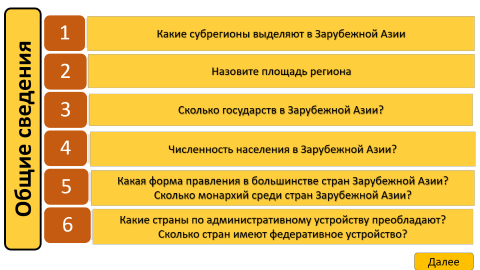 Общие сведения
1
Какие субрегионы выделяют в Зарубежной Азии
2
Назовите площадь региона
3
Сколько государств в Зарубежной Азии?
4
Численность населения в Зарубежной Азии?
5
Какая форма правления в большинстве стран Зарубежной Азии?
Сколько монархий среди стран Зарубежной Азии?
6
Какие страны по административному устройству преобладают?
Сколько стран имеют федеративное устройство?
Далее